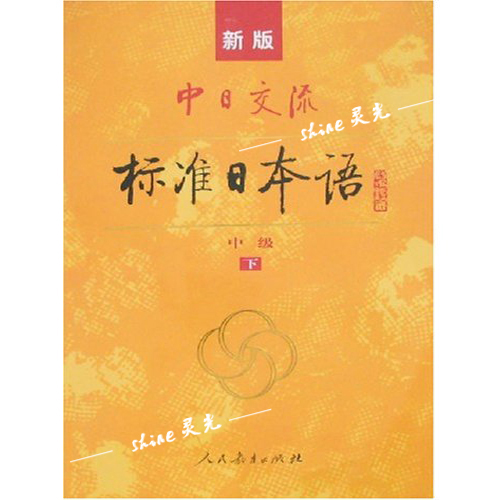 新版
中日交流
— shine 灵光 —
标准日本语
中级
下
— shine 灵光 —
人民教育出版社